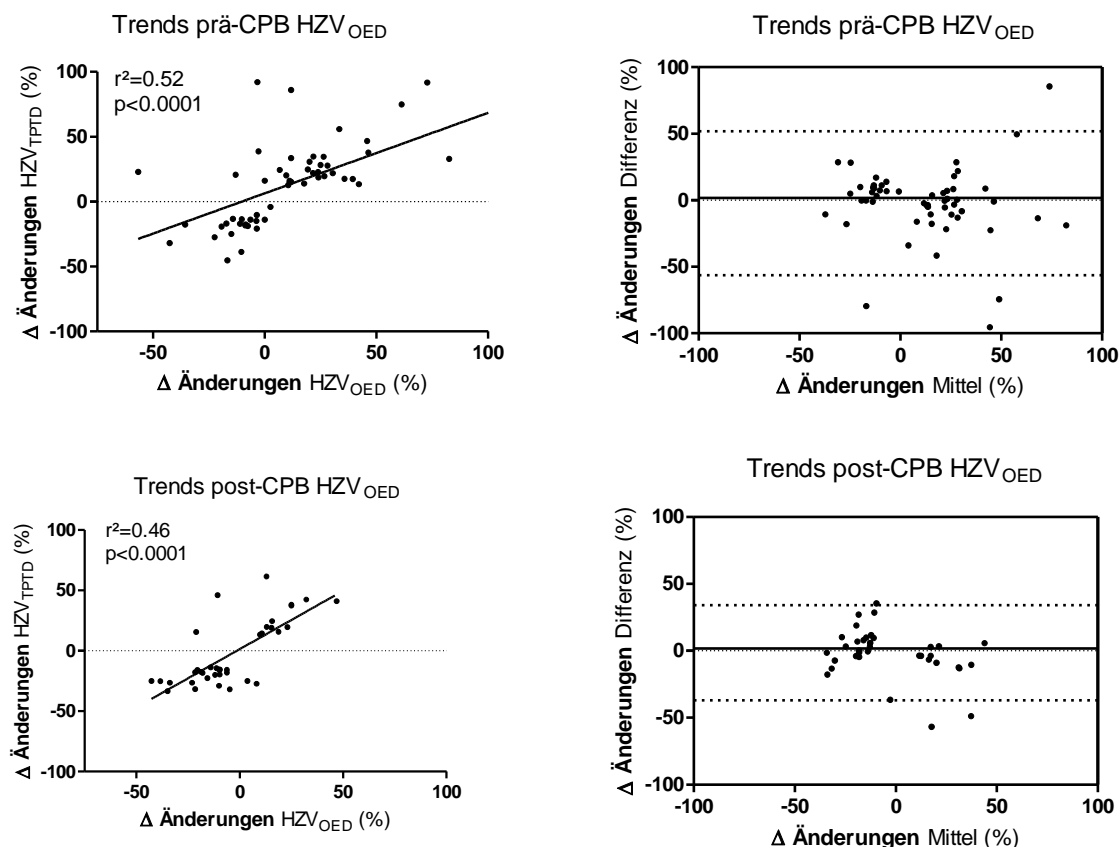 Trends prä-CPB HZV_OED
r²=0.52
p<0.0001
100
50
0
-50
-100
Δ Änderungen HZV_TPTD (%)
-50 0 50 100
Δ Änderungen HZV_OED (%)
Trends prä-CPB HZV_OED
100
50
0
-50
-100
Δ Änderungen Differenz (%)
-100 -50 0 50 100
Δ Änderungen Mittel (%)
Trends post-CPB HZV_OED
r²=0.46
p<0.0001
100
50
0
-50
-100
Δ Änderungen HZV_TPTD (%)
-50 0 50 100
Δ Änderungen HZV_OED (%)
Trends post-CPB HZV_OED
100
50
0
-50
-100
Δ Änderungen Differenz (%)
-100 -50 0 50 100
Δ Änderungen Mittel (%)